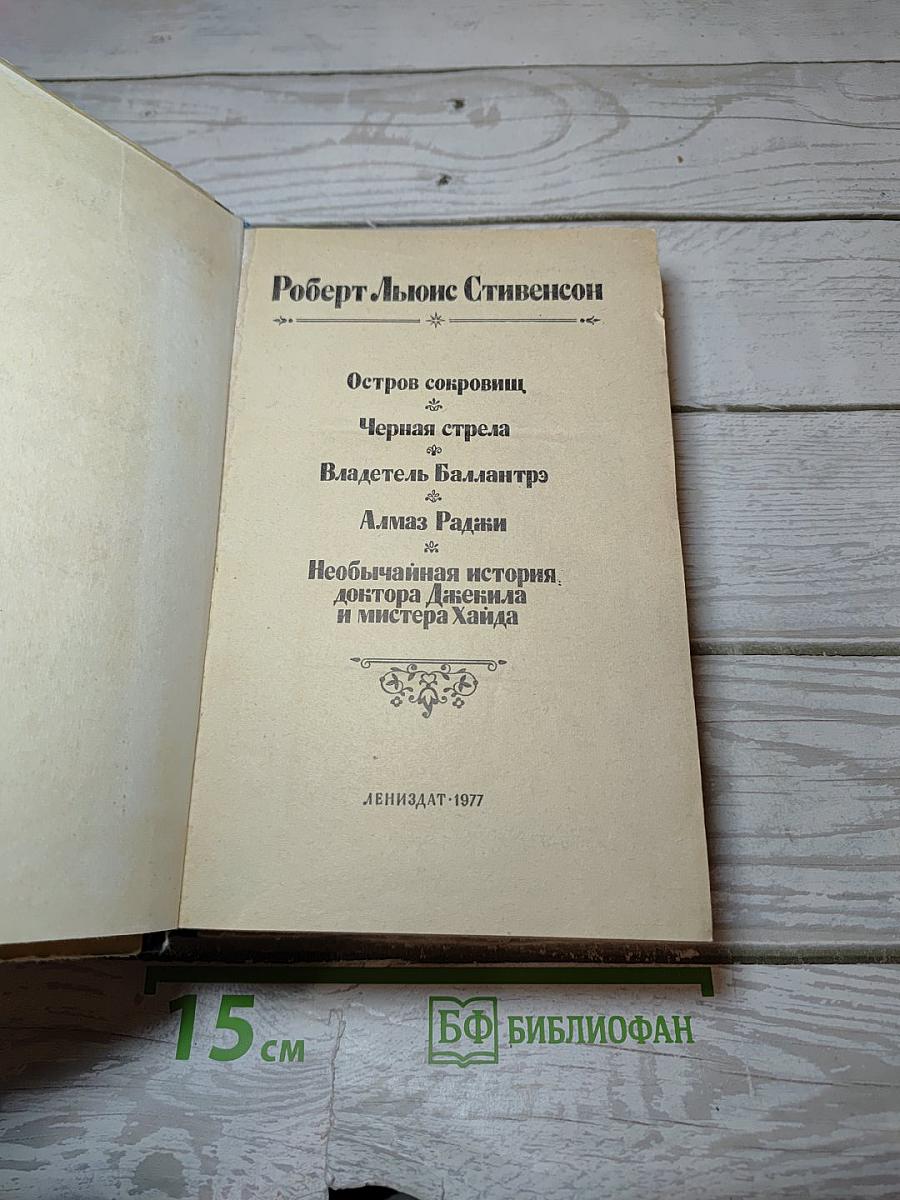 Роберт Льюис Стивенсон
Остров сокровищ
Черная стрела
Владетель Баллантрэ
Алмаз Раджи
Необычайная история
доктора Джекила
и мистера Хайда
ЛЕНИЗДАТ·1977
15 см
БФ БИБЛИОФАН